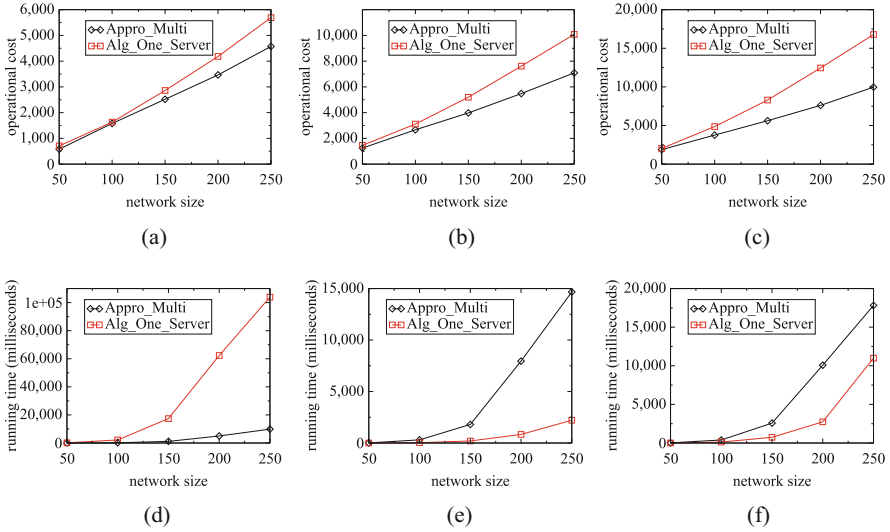 6,000
5,000
4,000
3,000
2,000
1,000
0
operational cost
Appro_Multi
Alg_One_Server
50 100 150 200 250
network size
(a)
10,000
8,000
6,000
4,000
2,000
0
operational cost
Appro_Multi
Alg_One_Server
50 100 150 200 250
network size
(b)
20,000
15,000
10,000
5,000
0
operational cost
Appro_Multi
Alg_One_Server
50 100 150 200 250
network size
(c)
1e+05
80,000
60,000
40,000
20,000
0
running time (milliseconds)
Appro_Multi
Alg_One_Server
50 100 150 200 250
network size
(d)
15,000
10,000
5,000
0
running time (milliseconds)
Appro_Multi
Alg_One_Server
50 100 150 200 250
network size
(e)
20,000
15,000
10,000
5,000
0
running time (milliseconds)
Appro_Multi
Alg_One_Server
50 100 150 200 250
network size
(f)